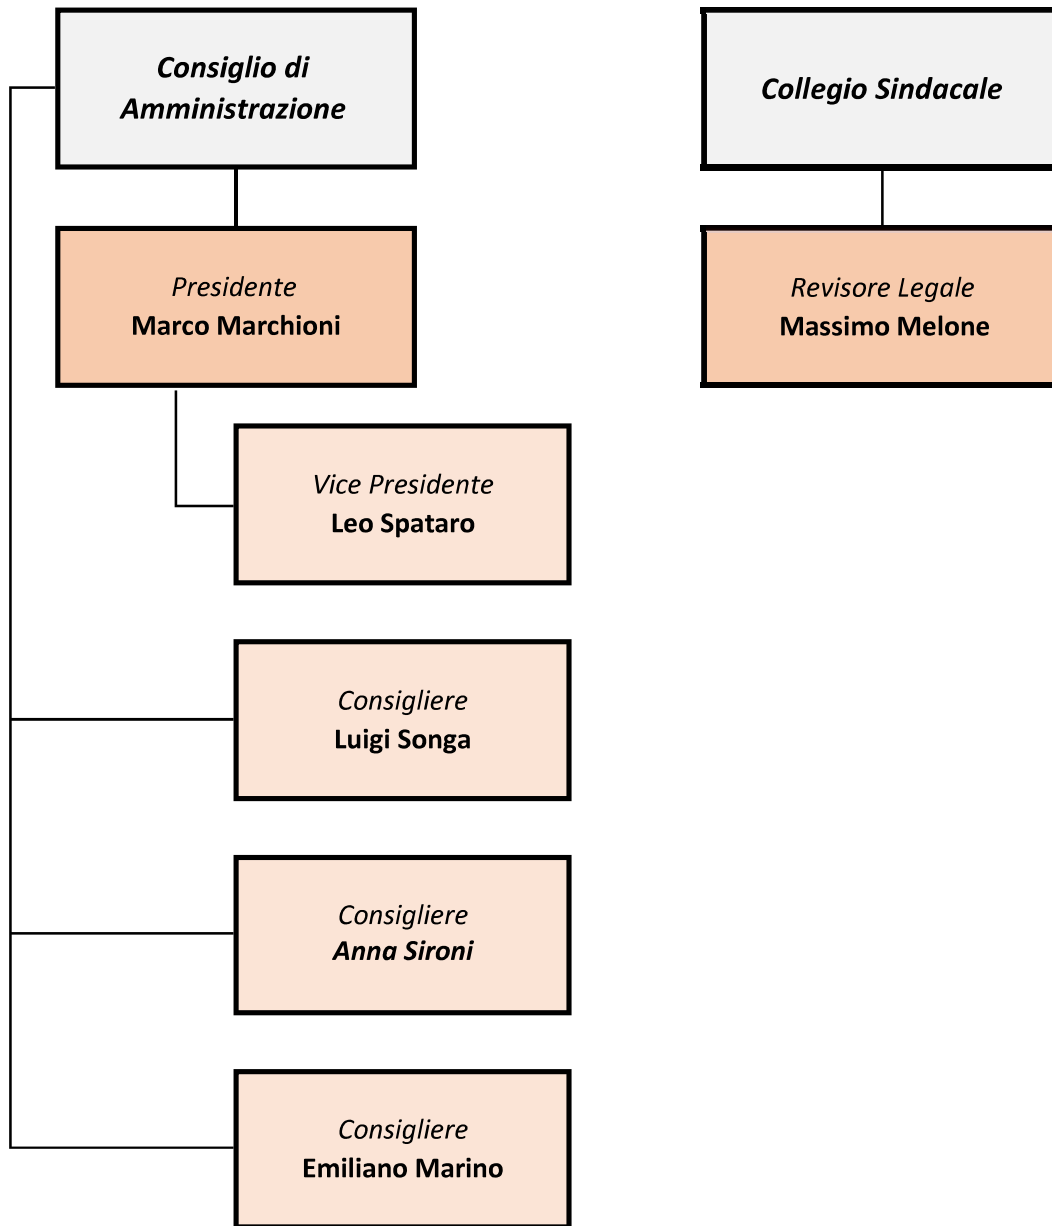 Consiglio di
Amministrazione
Collegio Sindacale
Presidente
Marco Marchioni
Revisore Legale
Massimo Melone
Vice Presidente
Leo Spataro
Consigliere
Luigi Songa
Consigliere
Anna Sironi
Consigliere
Emiliano Marino